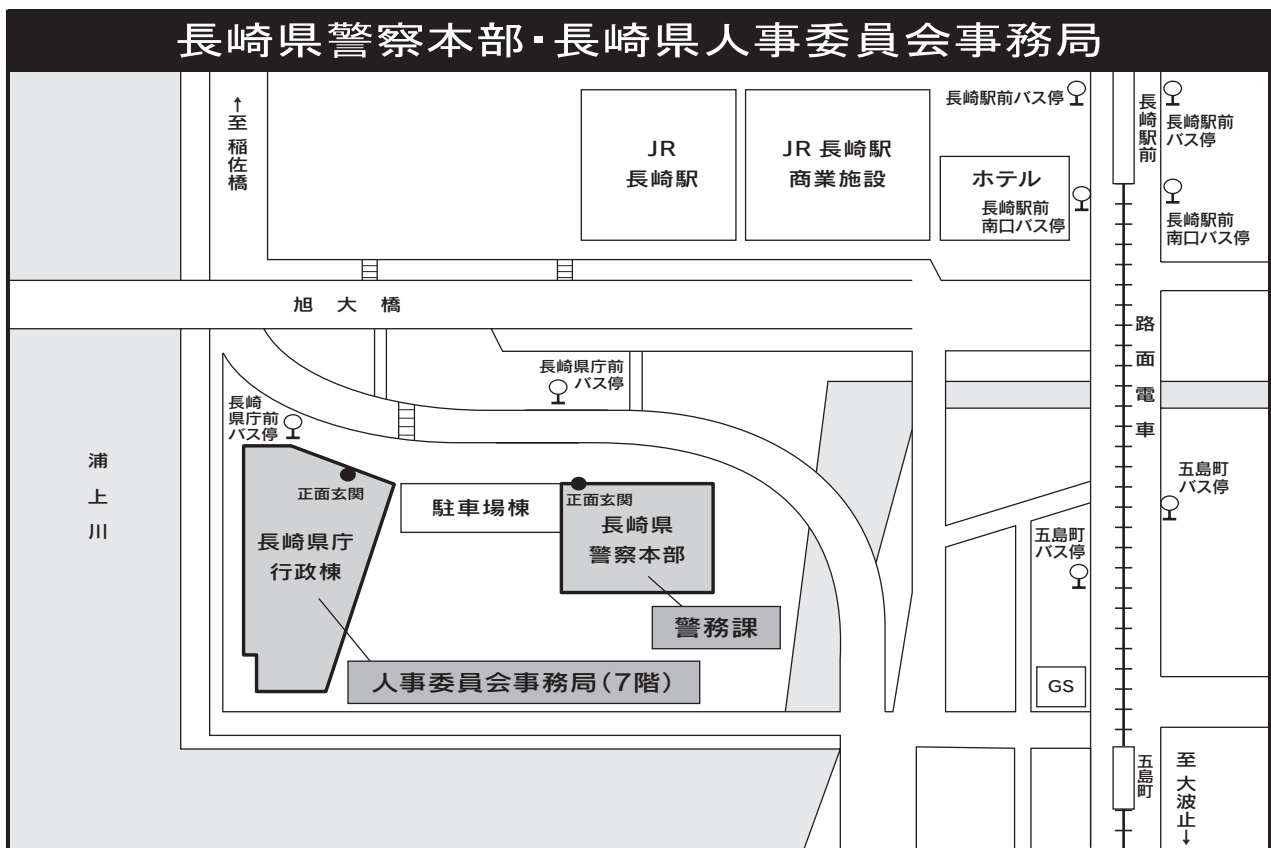 長崎県警察本部・長崎県人事委員会事務局
↑至 稲佐橋
JR
長崎駅
JR 長崎駅
商業施設
長崎駅前バス停
ホテル
長崎駅前
南口バス停
長崎駅前
長崎駅前
バス停
長崎駅前
南口バス停
旭大橋
路面電車
長崎県庁前
バス停
長崎
県庁前
バス停
浦上川
正面玄関
長崎県庁
行政棟
駐車場棟
正面玄関
長崎県
警察本部
五島町
バス停
五島町
バス停
警務課
人事委員会事務局(7階)
GS
五島町
至 大波止↓